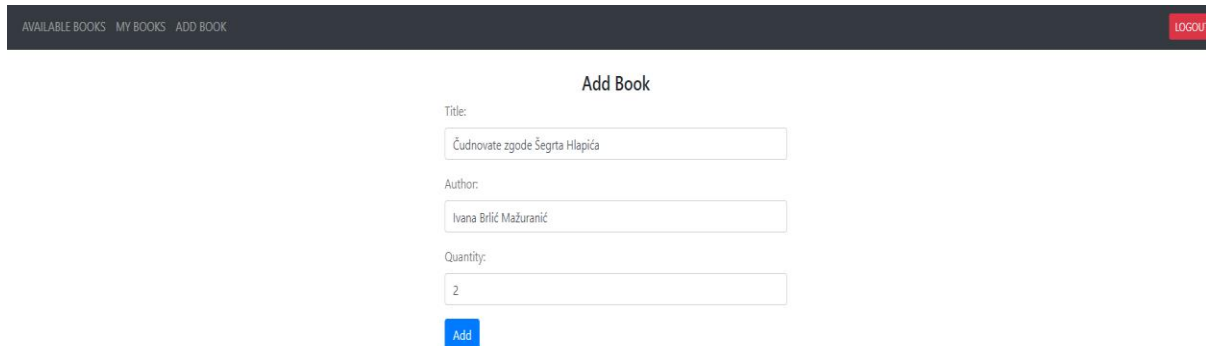 AVAILABLE BOOKS MY BOOKS ADD BOOK LOGOUT
Add Book
Title:
Čudnovate zgode Šegrta Hlapića
Author:
Ivana Brlić Mažuranić
Quantity:
2
Add